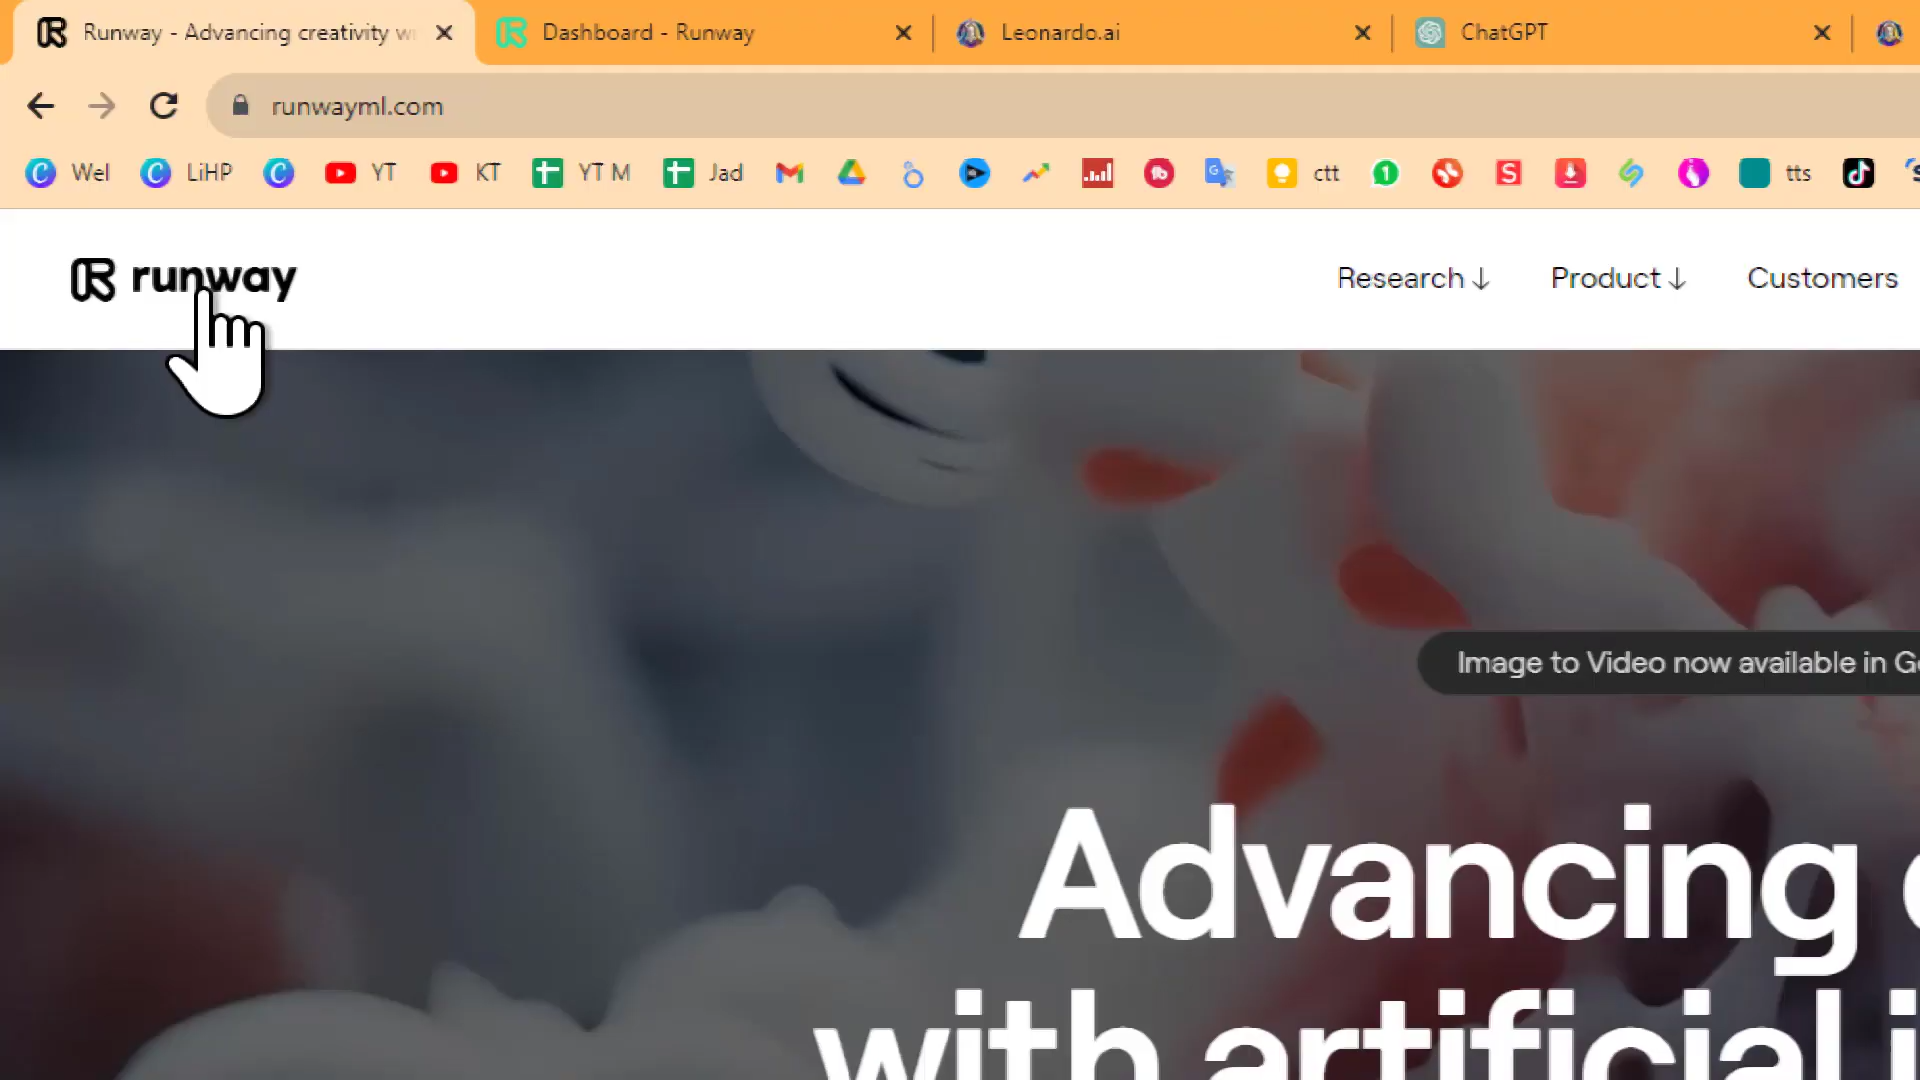 Runway - Advancing creativity wi
Dashboard - Runway
Leonardo.ai
ChatGPT
runwayml.com
Wel
LiHP
YT
KT
YT M
Jad
ctt
tts
runway
Research ↓
Product ↓
Customers
Image to Video now available in G
Advancing
with artificial i